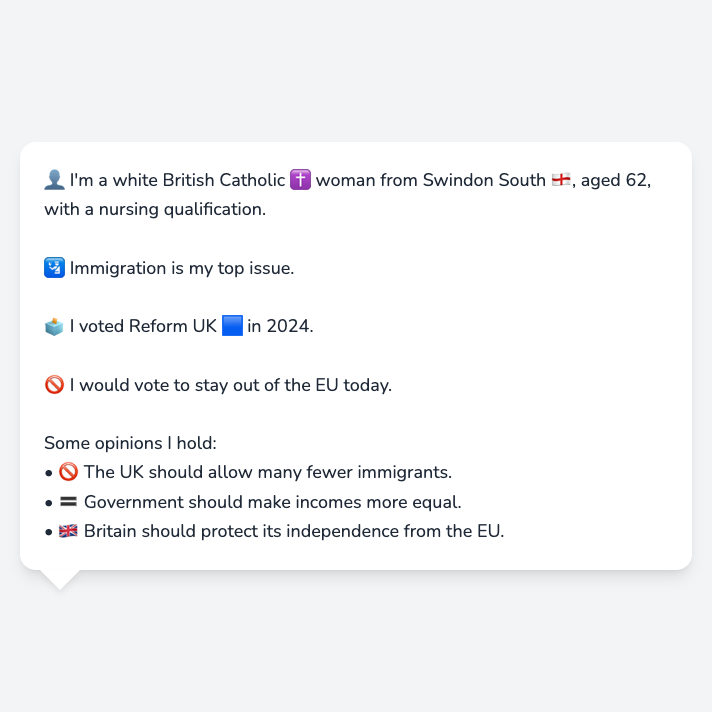 👤 I'm a white British Catholic ✝️ woman from Swindon South 🏴󠁧󠁢󠁥󠁮󠁧󠁿, aged 62,
with a nursing qualification.
🛂 Immigration is my top issue.
🗳️ I voted Reform UK 🟦 in 2024.
🚫 I would vote to stay out of the EU today.
Some opinions I hold:
• 🚫 The UK should allow many fewer immigrants.
• 🟰 Government should make incomes more equal.
• 🇬🇧 Britain should protect its independence from the EU.